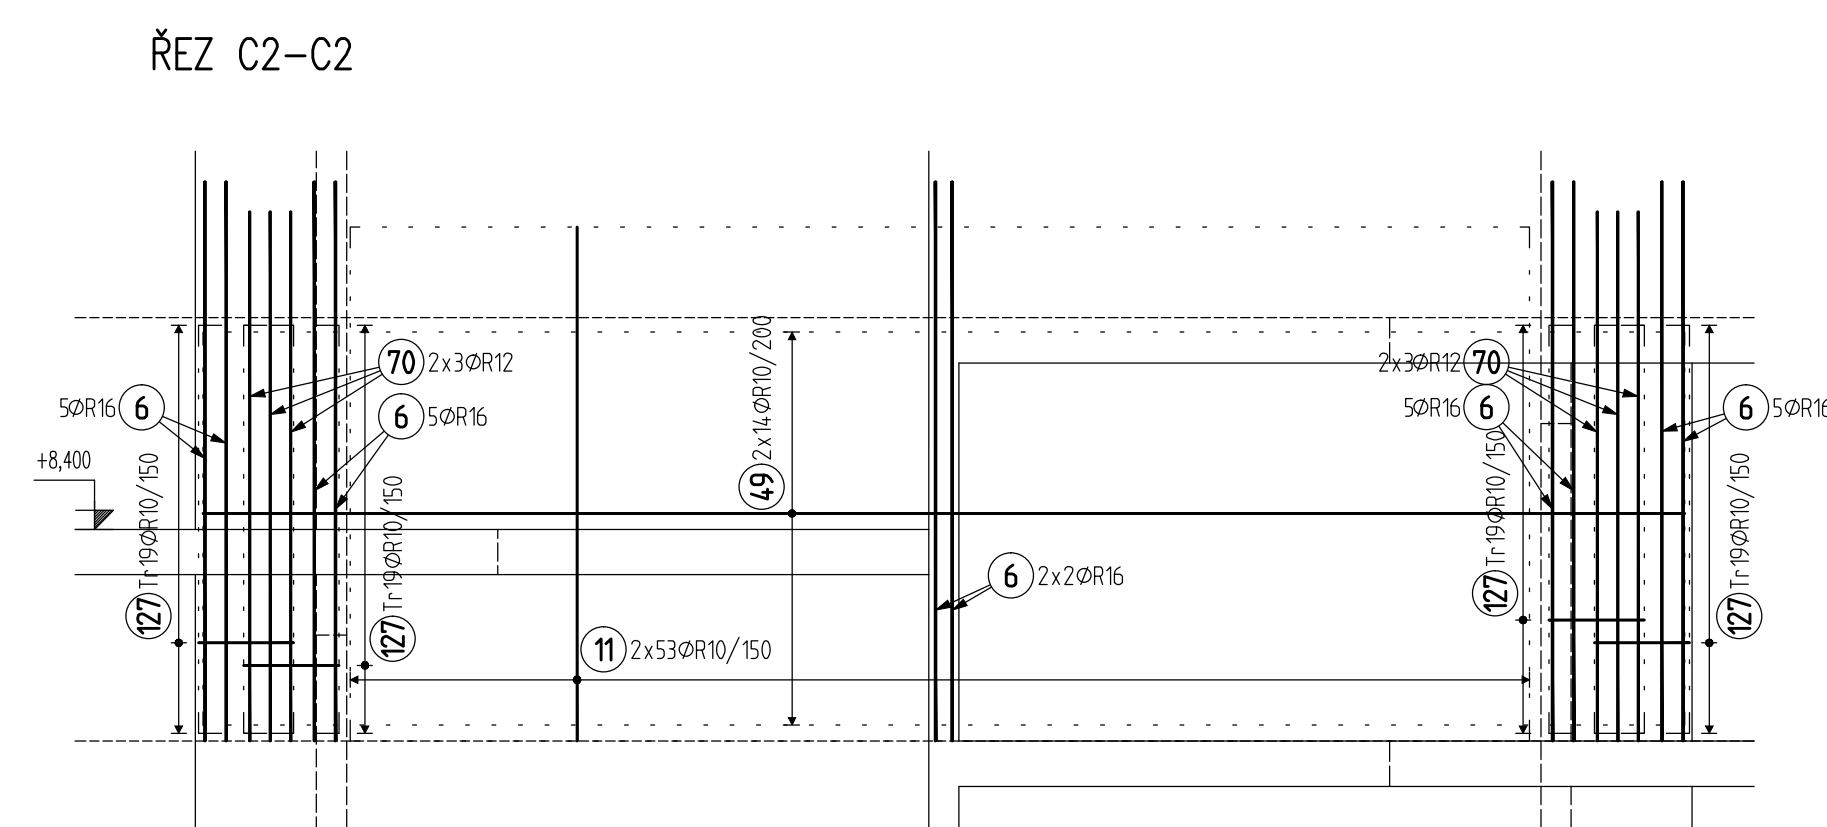 ŘEZ C2-C2
70 2x3ØR12
2x3ØR12 70
5ØR16 6
6 5ØR16
5ØR16 6
6 5ØR16
+8,400
49 2x14ØR10/200
127 Tr19ØR10/150
127 Tr19ØR10/150
127 Tr19ØR10/150
127 Tr19ØR10/150
6 2x2ØR16
11 2x53ØR10/150